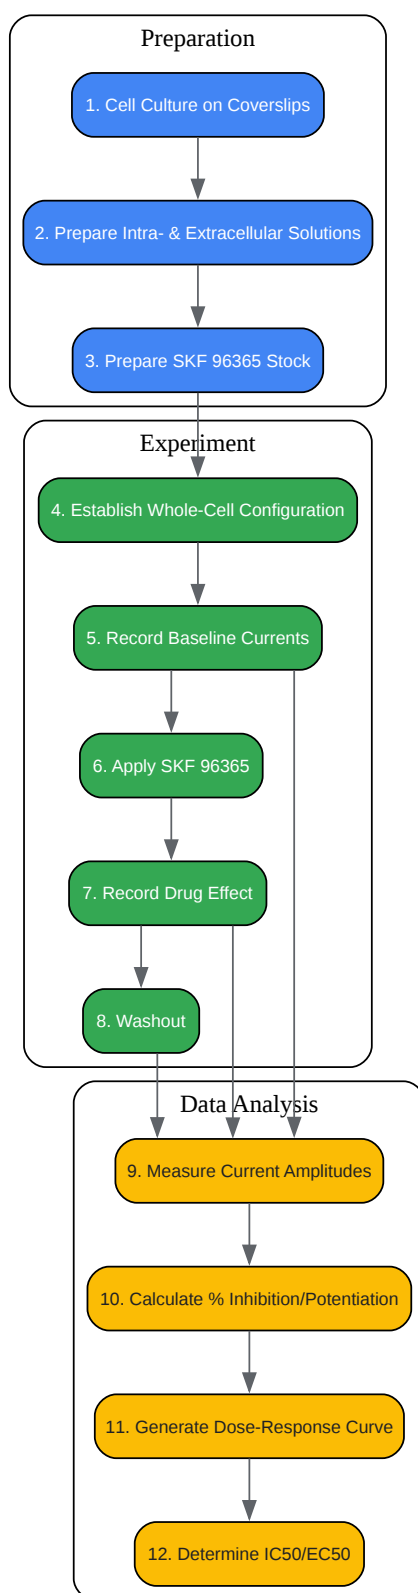 Preparation
1. Cell Culture on Coverslips
2. Prepare Intra- & Extracellular Solutions
3. Prepare SKF 96365 Stock
Experiment
4. Establish Whole-Cell Configuration
5. Record Baseline Currents
6. Apply SKF 96365
7. Record Drug Effect
8. Washout
Data Analysis
9. Measure Current Amplitudes
10. Calculate % Inhibition/Potentiation
11. Generate Dose-Response Curve
12. Determine IC50/EC50